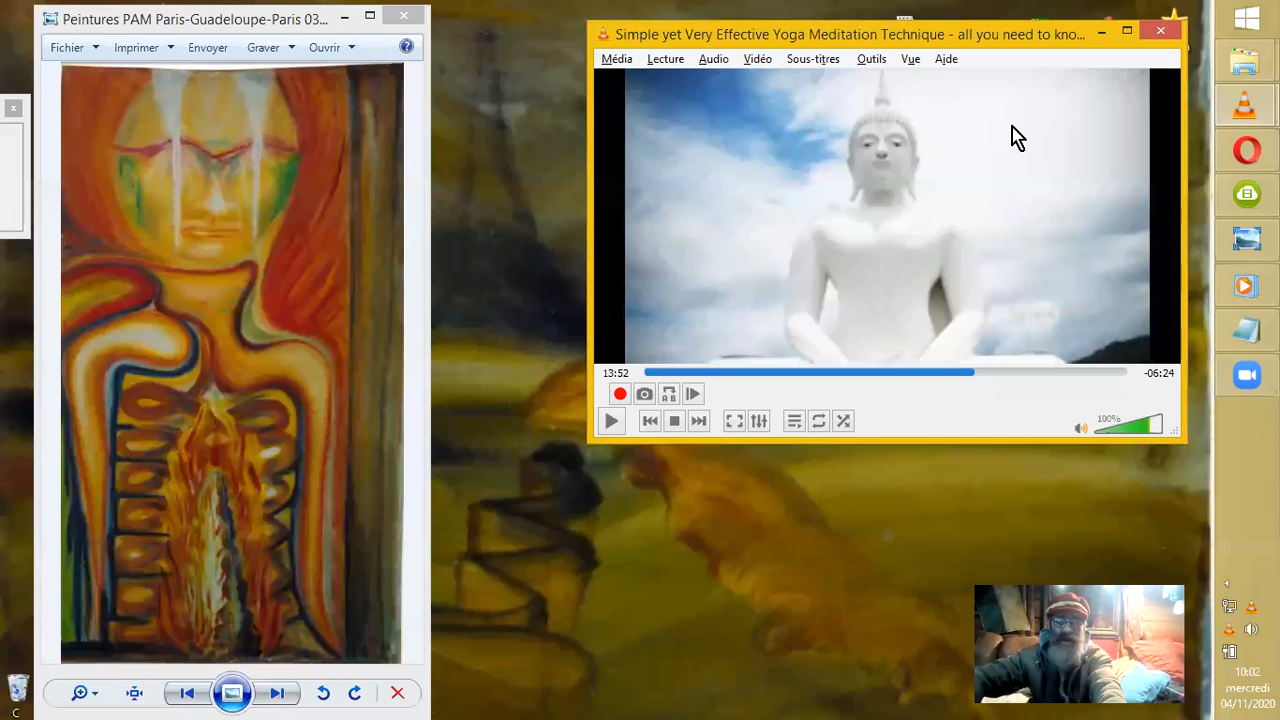 Peintures PAM Paris-Guadeloupe-Paris 03...
Fichier Imprimer Envoyer Graver Ouvrir
x
Simple yet Very Effective Yoga Meditation Technique - all you need to kno...
Média Lecture Audio Vidéo Sous-titres Outils Vue Aide
13:52
-06:24
A B
100%
C
10:02
mercredi
04/11/2020